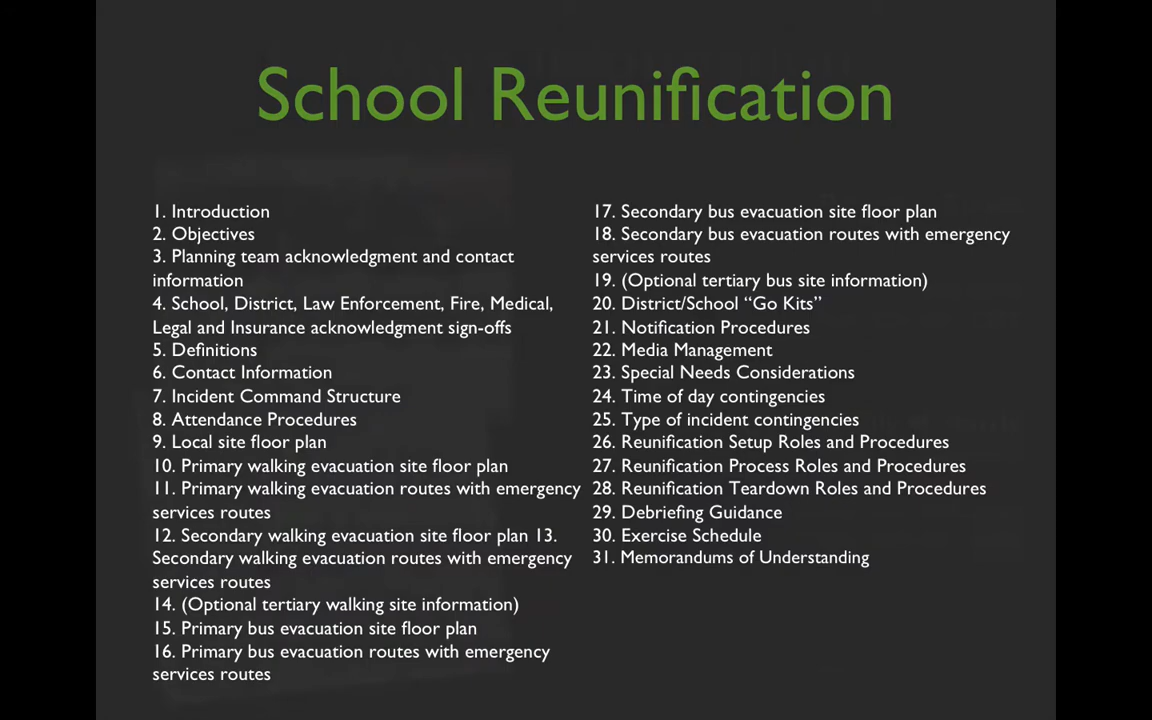 School Reunification
1. Introduction
2. Objectives
3. Planning team acknowledgment and contact
information
4. School, District, Law Enforcement, Fire, Medical,
Legal and Insurance acknowledgment sign-offs
5. Definitions
6. Contact Information
7. Incident Command Structure
8. Attendance Procedures
9. Local site floor plan
10. Primary walking evacuation site floor plan
11. Primary walking evacuation routes with emergency
services routes
12. Secondary walking evacuation site floor plan 13.
Secondary walking evacuation routes with emergency
services routes
14. (Optional tertiary walking site information)
15. Primary bus evacuation site floor plan
16. Primary bus evacuation routes with emergency
services routes
17. Secondary bus evacuation site floor plan
18. Secondary bus evacuation routes with emergency
services routes
19. (Optional tertiary bus site information)
20. District/School “Go Kits”
21. Notification Procedures
22. Media Management
23. Special Needs Considerations
24. Time of day contingencies
25. Type of incident contingencies
26. Reunification Setup Roles and Procedures
27. Reunification Process Roles and Procedures
28. Reunification Teardown Roles and Procedures
29. Debriefing Guidance
30. Exercise Schedule
31. Memorandums of Understanding